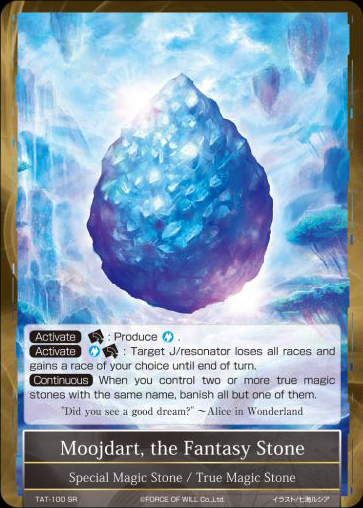 Activate : Produce .
Activate : Target J/resonator loses all races and
gains a race of your choice until end of turn.
Continuous When you control two or more true magic
stones with the same name, banish all but one of them.
"Did you see a good dream?" ～Alice in Wonderland
Moojdart, the Fantasy Stone
Special Magic Stone / True Magic Stone
TAT-100 SR ©FORCE OF WILL Co.,Ltd. イラスト/七海ルシア